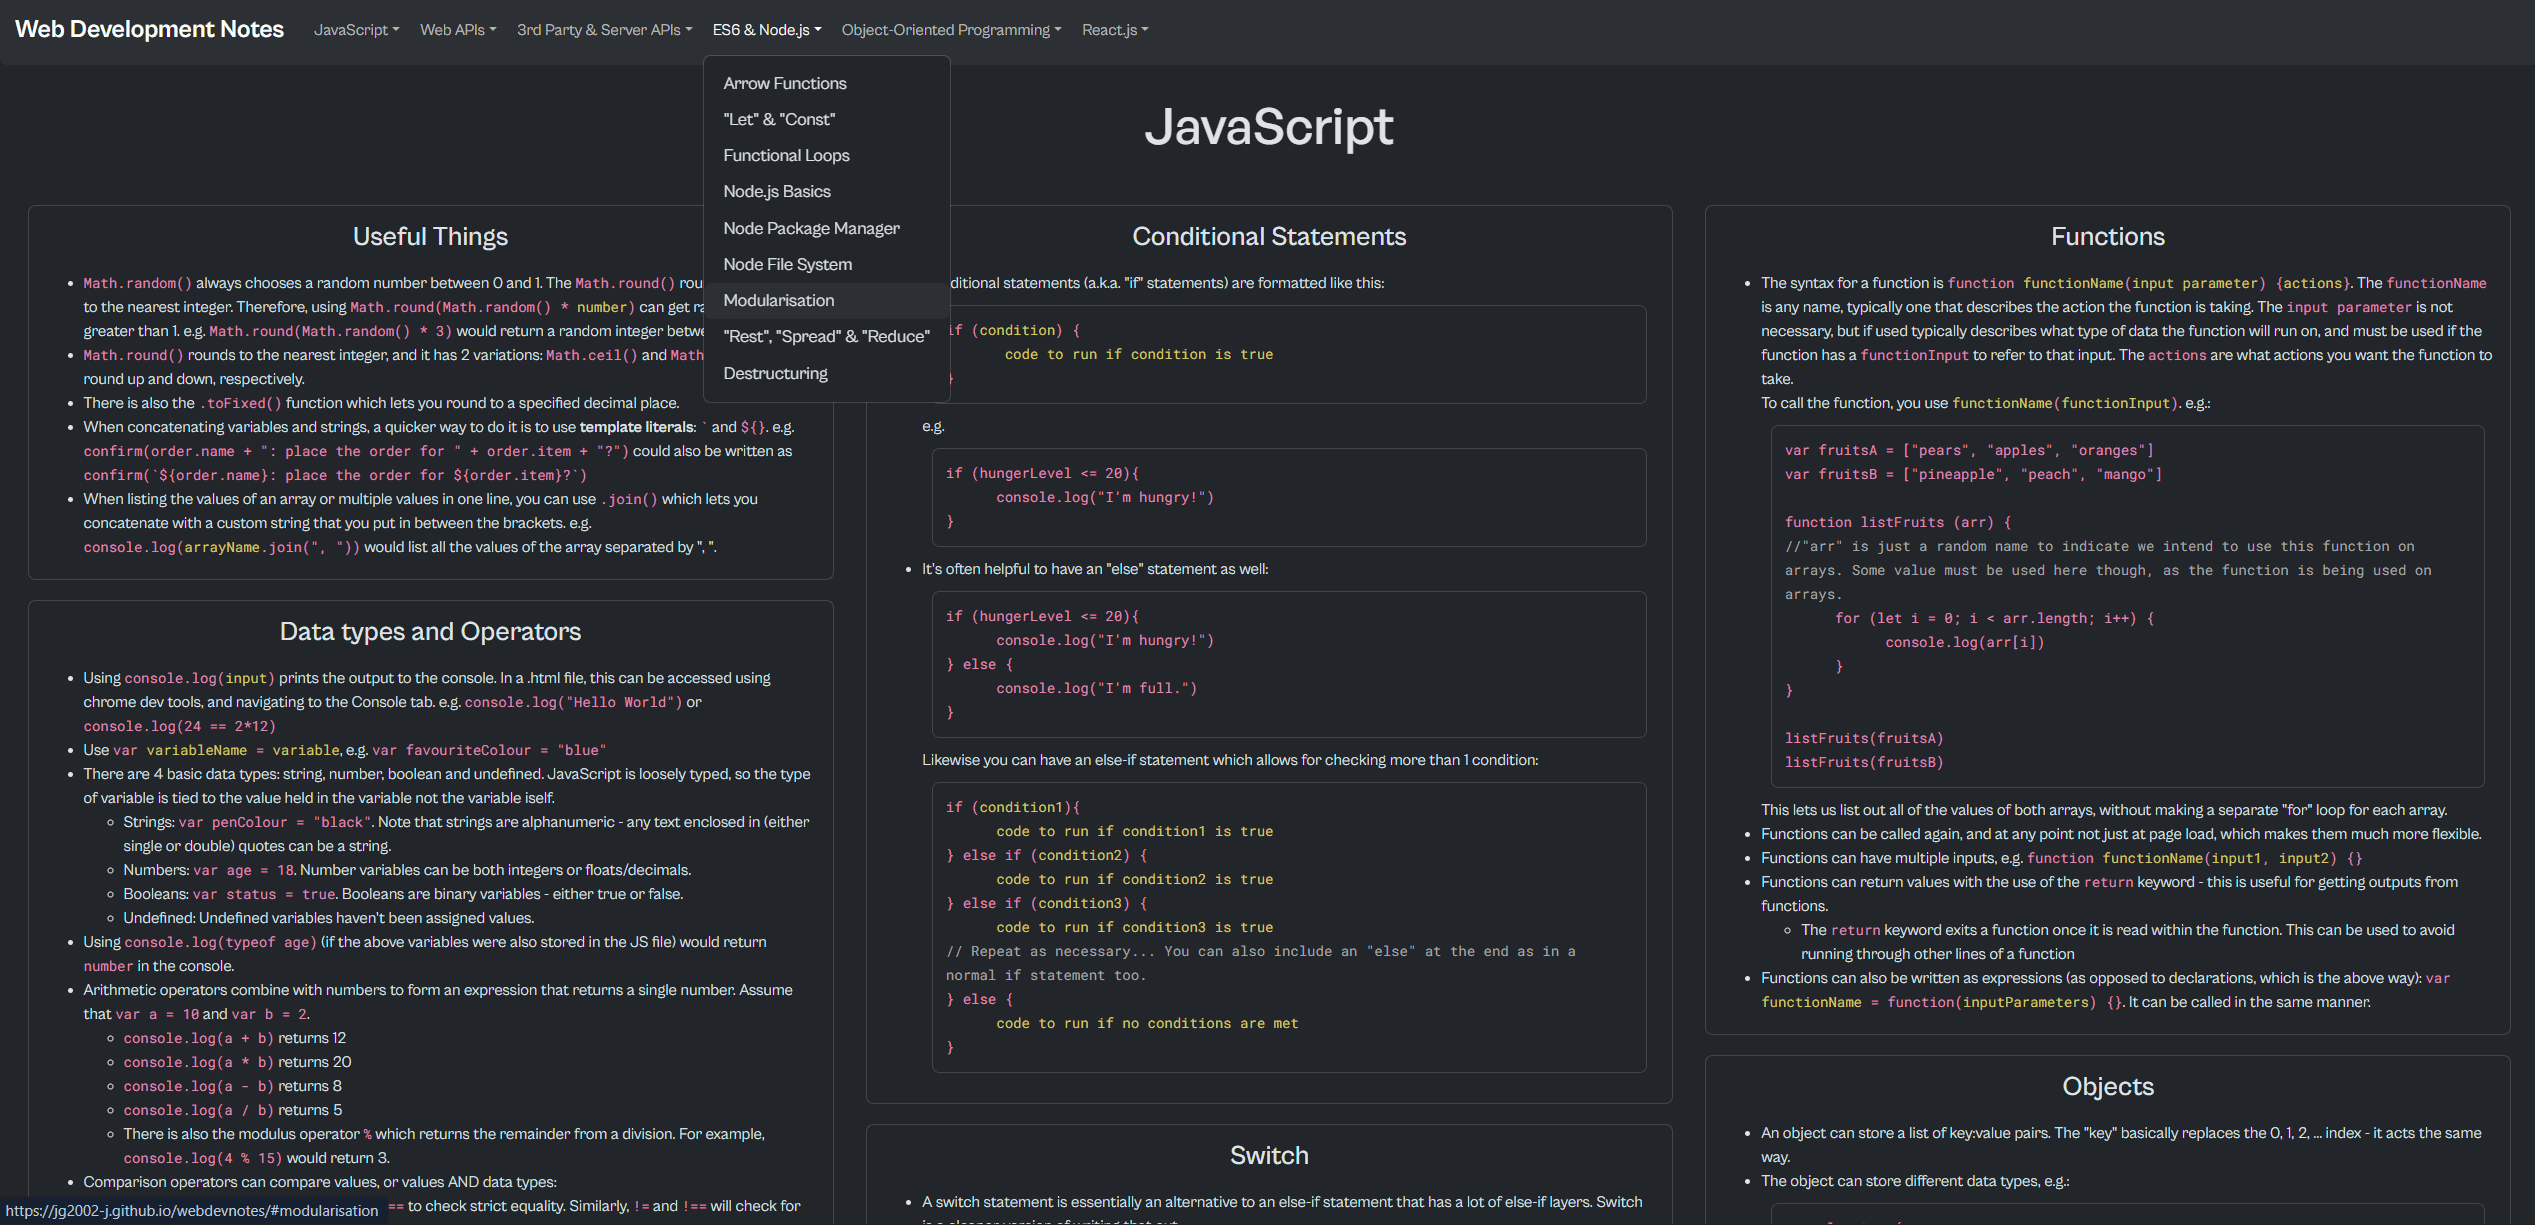 Web Development Notes
JavaScript
Web APIs
3rd Party & Server APIs
ES6 & Node.js
Object-Oriented Programming
React.js
Arrow Functions
"Let" & "Const"
Functional Loops
Node.js Basics
Node Package Manager
Node File System
Modularisation
"Rest", "Spread" & "Reduce"
Destructuring
JavaScript
Useful Things
Math.random() always chooses a random number between 0 and 1. The Math.round() rou
to the nearest integer. Therefore, using Math.round(Math.random() * number) can get ra
greater than 1. e.g. Math.round(Math.random() * 3) would return a random integer betwe
Math.round() rounds to the nearest integer, and it has 2 variations: Math.ceil() and Math
round up and down, respectively.
There is also the .toFixed() function which lets you round to a specified decimal place.
When concatenating variables and strings, a quicker way to do it is to use template literals: ` and ${}. e.g.
confirm(order.name + ": place the order for " + order.item + "?") could also be written as
confirm(`${order.name}: place the order for ${order.item}?`)
When listing the values of an array or multiple values in one line, you can use .join() which lets you
concatenate with a custom string that you put in between the brackets. e.g.
console.log(arrayName.join(", ")) would list all the values of the array separated by ", ".
Data types and Operators
Using console.log(input) prints the output to the console. In a .html file, this can be accessed using
chrome dev tools, and navigating to the Console tab. e.g. console.log("Hello World") or
console.log(24 == 2*12)
Use var variableName = variable, e.g. var favouriteColour = "blue"
There are 4 basic data types: string, number, boolean and undefined. JavaScript is loosely typed, so the type
of variable is tied to the value held in the variable not the variable iself.
Strings: var penColour = "black". Note that strings are alphanumeric - any text enclosed in (either
single or double) quotes can be a string.
Numbers: var age = 18. Number variables can be both integers or floats/decimals.
Booleans: var status = true. Booleans are binary variables - either true or false.
Undefined: Undefined variables haven't been assigned values.
Using console.log(typeof age) (if the above variables were also stored in the JS file) would return
number in the console.
Arithmetic operators combine with numbers to form an expression that returns a single number. Assume
that var a = 10 and var b = 2.
console.log(a + b) returns 12
console.log(a * b) returns 20
console.log(a - b) returns 8
console.log(a / b) returns 5
There is also the modulus operator % which returns the remainder from a division. For example,
console.log(4 % 15) would return 3.
Comparison operators can compare values, or values AND data types:
== to check strict equality. Similarly, != and !== will check for
https://jg2002-j.github.io/webdevnotes/#modularisation
Conditional Statements
ditional statements (a.k.a. "if" statements) are formatted like this:
if (condition) {
code to run if condition is true
}
e.g.
if (hungerLevel <= 20){
console.log("I'm hungry!")
}
It's often helpful to have an "else" statement as well:
if (hungerLevel <= 20){
console.log("I'm hungry!")
} else {
console.log("I'm full.")
}
Likewise you can have an else-if statement which allows for checking more than 1 condition:
if (condition1){
code to run if condition1 is true
} else if (condition2) {
code to run if condition2 is true
} else if (condition3) {
code to run if condition3 is true
// Repeat as necessary... You can also include an "else" at the end as in a
normal if statement too.
} else {
code to run if no conditions are met
}
Switch
A switch statement is essentially an alternative to an else-if statement that has a lot of else-if layers. Switch
Functions
The syntax for a function is function functionName(input parameter) {actions}. The functionName
is any name, typically one that describes the action the function is taking. The input parameter is not
necessary, but if used typically describes what type of data the function will run on, and must be used if the
function has a functionInput to refer to that input. The actions are what actions you want the function to
take.
To call the function, you use functionName(functionInput). e.g.:
var fruitsA = ["pears", "apples", "oranges"]
var fruitsB = ["pineapple", "peach", "mango"]
function listFruits (arr) {
//"arr" is just a random name to indicate we intend to use this function on
arrays. Some value must be used here though, as the function is being used on
arrays.
for (let i = 0; i < arr.length; i++) {
console.log(arr[i])
}
}
listFruits(fruitsA)
listFruits(fruitsB)
This lets us list out all of the values of both arrays, without making a separate "for" loop for each array.
Functions can be called again, and at any point not just at page load, which makes them much more flexible.
Functions can have multiple inputs, e.g. function functionName(input1, input2) {}
Functions can return values with the use of the return keyword - this is useful for getting outputs from
functions.
The return keyword exits a function once it is read within the function. This can be used to avoid
running through other lines of a function
Functions can also be written as expressions (as opposed to declarations, which is the above way): var
functionName = function(inputParameters) {}. It can be called in the same manner.
Objects
An object can store a list of key:value pairs. The "key" basically replaces the 0, 1, 2, ... index - it acts the same
way.
The object can store different data types, e.g.: